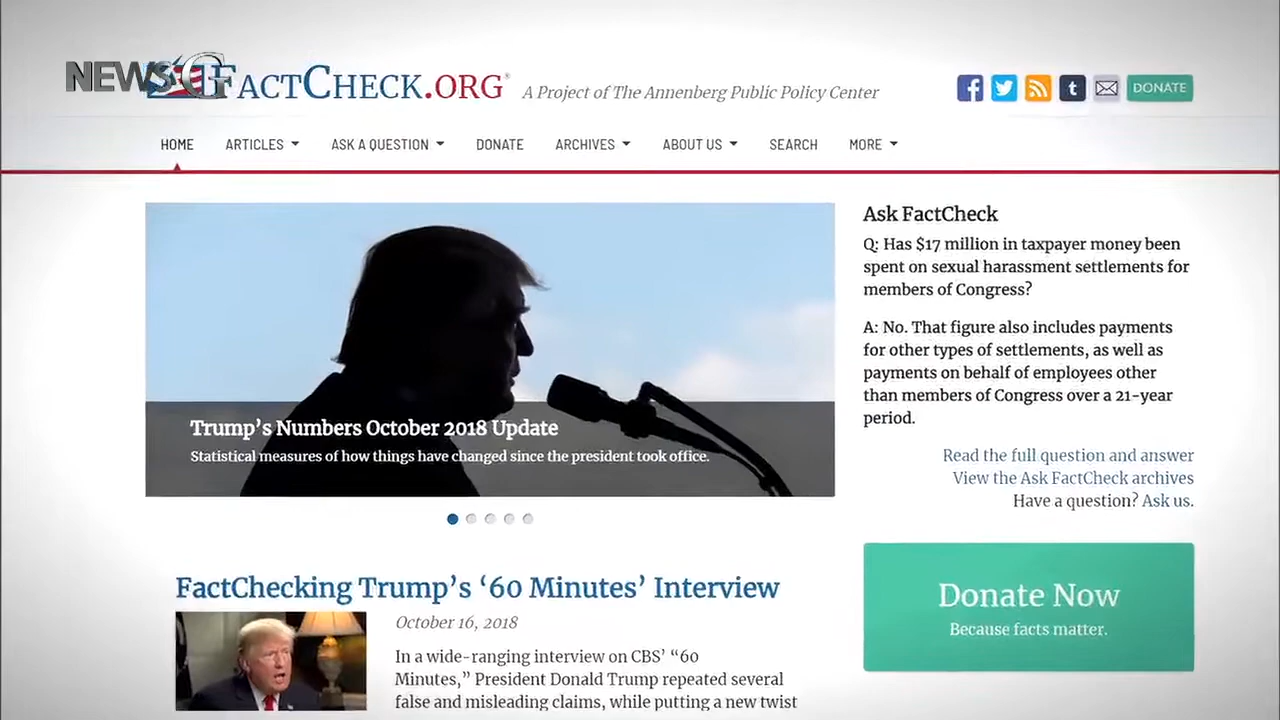 NEWSG
FACTCHECK.ORG®
A Project of The Annenberg Public Policy Center
DONATE
HOME
ARTICLES
ASK A QUESTION
DONATE
ARCHIVES
ABOUT US
SEARCH
MORE
Trump's Numbers October 2018 Update
Statistical measures of how things have changed since the president took office.
Ask FactCheck
Q: Has $17 million in taxpayer money been
spent on sexual harassment settlements for
members of Congress?
A: No. That figure also includes payments
for other types of settlements, as well as
payments on behalf of employees other
than members of Congress over a 21-year
period.
Read the full question and answer
View the Ask FactCheck archives
Have a question? Ask us.
FactChecking Trump's ‘60 Minutes’ Interview
October 16, 2018
In a wide-ranging interview on CBS’ “60
Minutes,” President Donald Trump repeated several
false and misleading claims, while putting a new twist
Donate Now
Because facts matter.